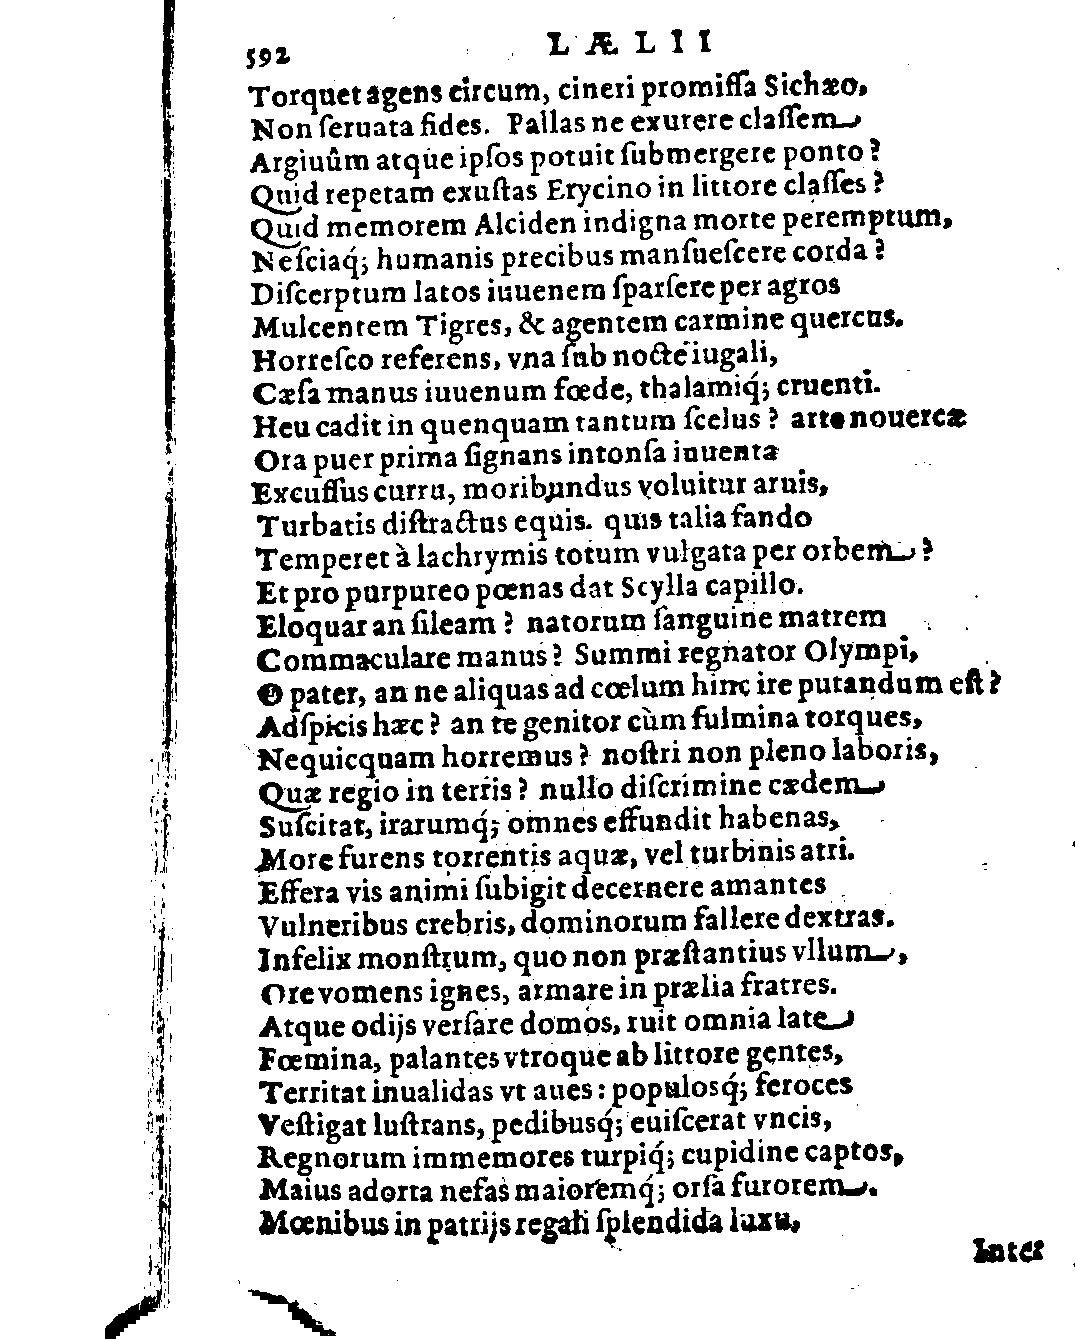 592 LÆLII
Torquet agens circum, cineri promiſſa Sichæo,
Non ſeruata fides. Pallas ne exurere claſſem
Argiuûm atque ipſos potuit ſubmergere ponto?
Quid repetam exuſtas Erycino in littore claſſes?
Quid memorem Alciden indigna morte peremptum,
Neſciaq́; humanis precibus manſueſcere corda?
Diſcerptum latos iuuenem ſparſere per agros
Mulcentem Tigres, & agentem carmine quercus.
Horreſco referens, vna ſub nocte iugali,
Cæſa manus iuuenum fœde, thalamiq́; cruenti.
Heu cadit in quenquam tantum ſcelus? arte nouercæ
Ora puer prima ſignans intonſa iuuenta
Excuſſus curru, moribundus voluitur aruis,
Turbatis diſtractus equis. quis talia fando
Temperet à lachrymis totum vulgata per orbem?
Et pro purpureo pœnas dat Scylla capillo.
Eloquar an ſileam? natorum ſanguine matrem
Commaculare manus? Summi regnator Olympi,
O pater, an ne aliquas ad cœlum hinc ire putandum eſt?
Adſpicis hæc? an te genitor cùm fulmina torques,
Nequicquam horremus? noſtri non pleno laboris,
Quæ regio in terris? nullo diſcrimine cædem
Suſcitat, irarumq́; omnes effundit habenas,
More furens torrentis aquæ, vel turbinis atri.
Effera vis animi ſubigit decernere amantes
Vulneribus crebris, dominorum fallere dextras.
Infelix monſtrum, quo non præſtantius vllum,
Ore vomens ignes, armare in prælia fratres.
Atque odijs verſare domos, ruit omnia late
Fœmina, palantes vtroque ab littore gentes,
Territat inualidas vt aues: populosq́; feroces
Veſtigat luſtrans, pedibusq́; euiſcerat vncis,
Regnorum immemores turpiq́; cupidine captos,
Maius adorta nefas maioremq́; orſa furorem.
Mœnibus in patrijs regali ſplendida luxu,
Inter